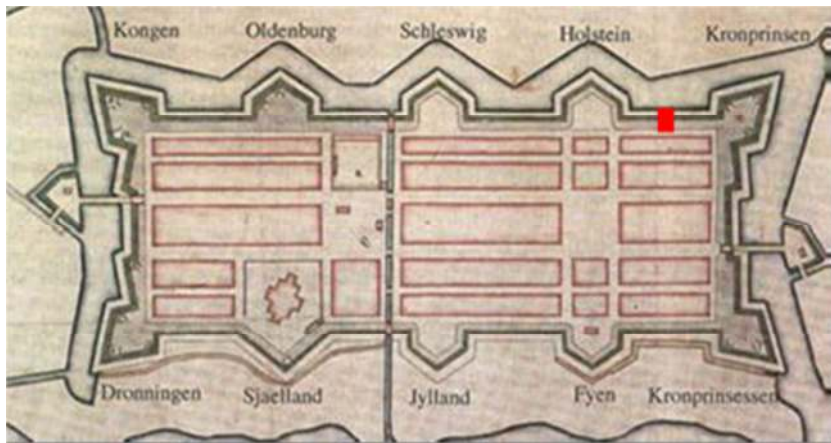 Kongen
Oldenburg
Schleswig
Holstein
Kronprinsen
Dronningen
Sjaelland
Jylland
Fyen
Kronprinsessen